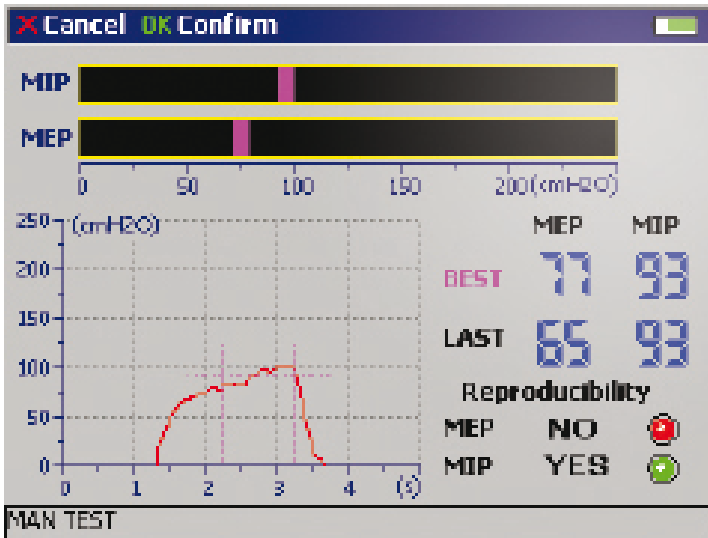 X Cancel OK Confirm
MIP
MEP
0 50 100 150 200(cmH2O)
250 (cmH2O)
200
150
100
50
0
0 1 2 3 4 (s)
MEP MIP
BEST 77 93
LAST 65 93
Reproducibility
MEP NO
MIP YES
MAN TEST